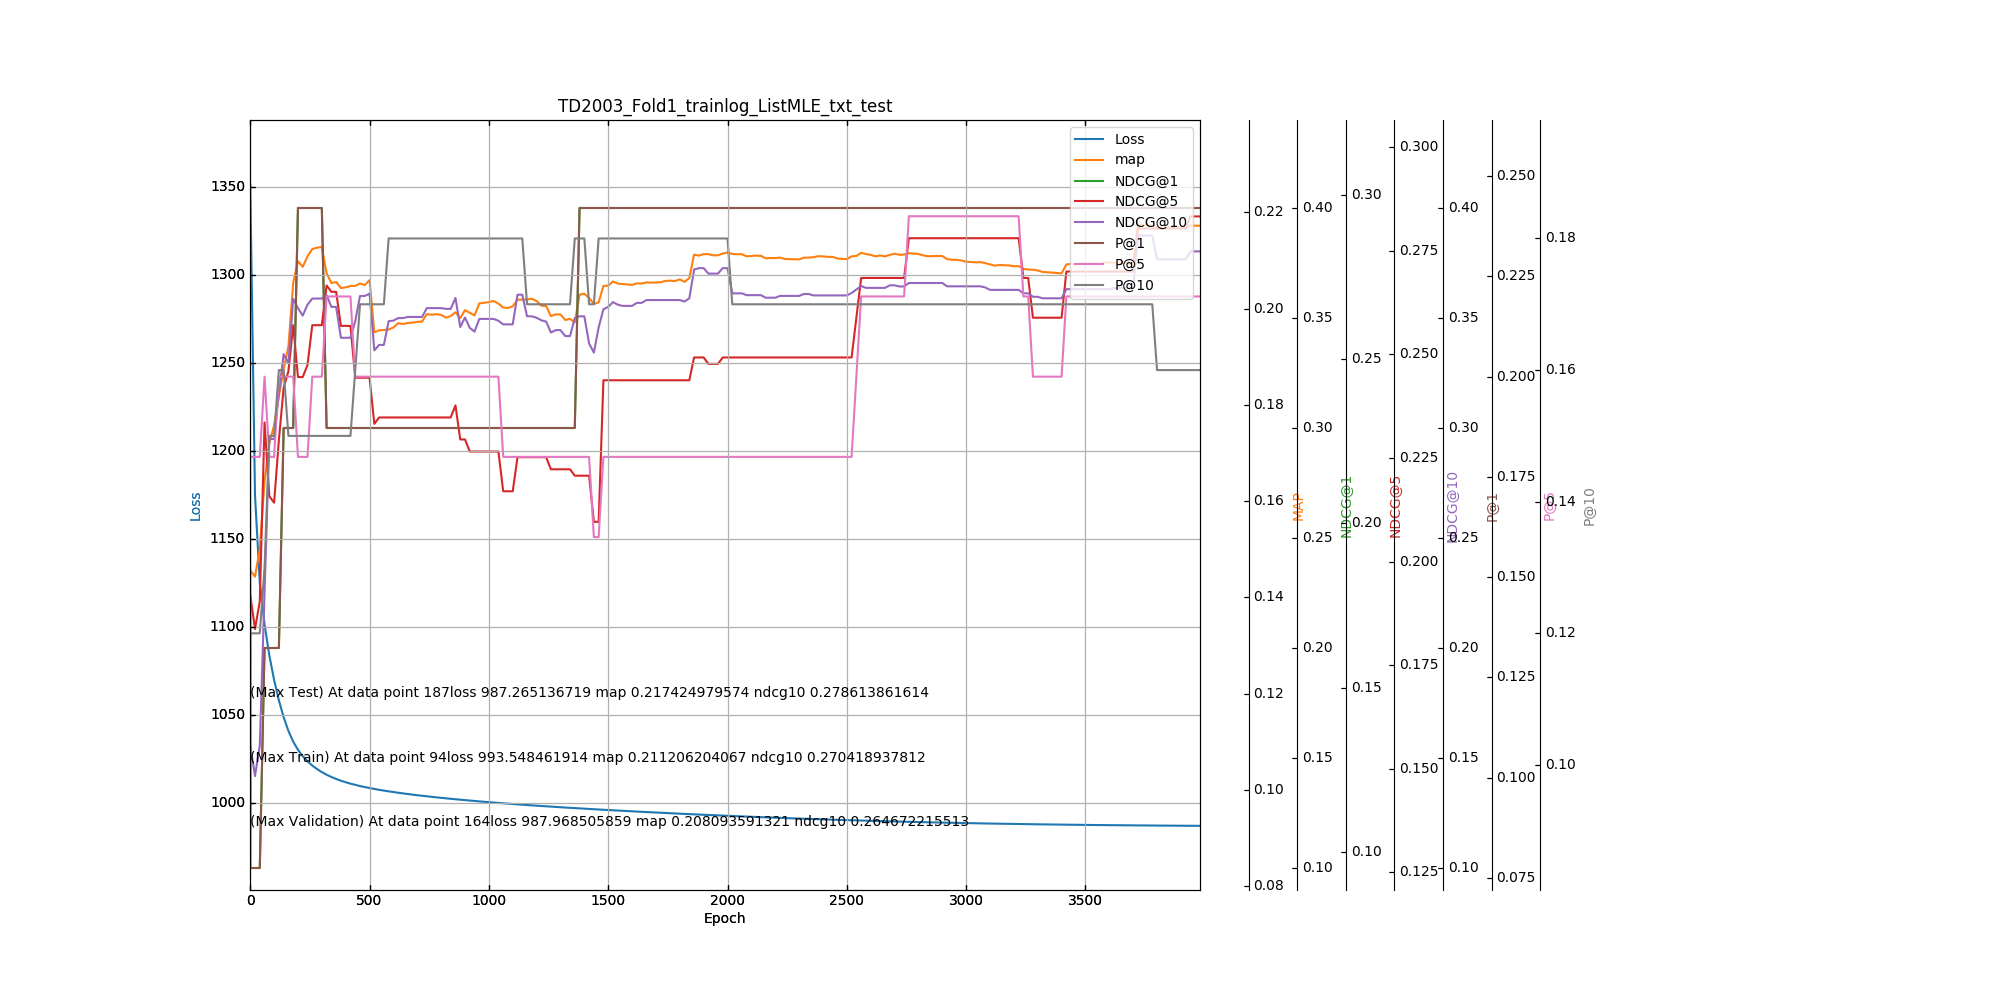 TD2003_Fold1_trainlog_ListMLE_txt_test
Loss
map
NDCG@1
NDCG@5
NDCG@10
P@1
P@5
P@10
1350
1300
1250
1200
1150
1100
1050
1000
Loss
(Max Test) At data point 187loss 987.265136719 map 0.217424979574 ndcg10 0.278613861614
(Max Train) At data point 94loss 993.548461914 map 0.211206204067 ndcg10 0.270418937812
(Max Validation) At data point 164loss 987.968505859 map 0.208093591321 ndcg10 0.264672215513
0 500 1000 1500 2000 2500 3000 3500
Epoch
0.22
0.20
0.18
0.16
0.14
0.12
0.10
0.08
MAP
0.40
0.35
0.30
0.25
0.20
0.15
0.10
NDCG@1
0.30
0.25
0.20
0.15
0.10
NDCG@5
0.300
0.275
0.250
0.225
0.200
0.175
0.150
0.125
NDCG@10
0.40
0.35
0.30
0.25
0.20
0.15
0.10
P@1
0.250
0.225
0.200
0.175
0.150
0.125
0.100
0.075
P@5
0.18
0.16
0.14
0.12
0.10
P@10